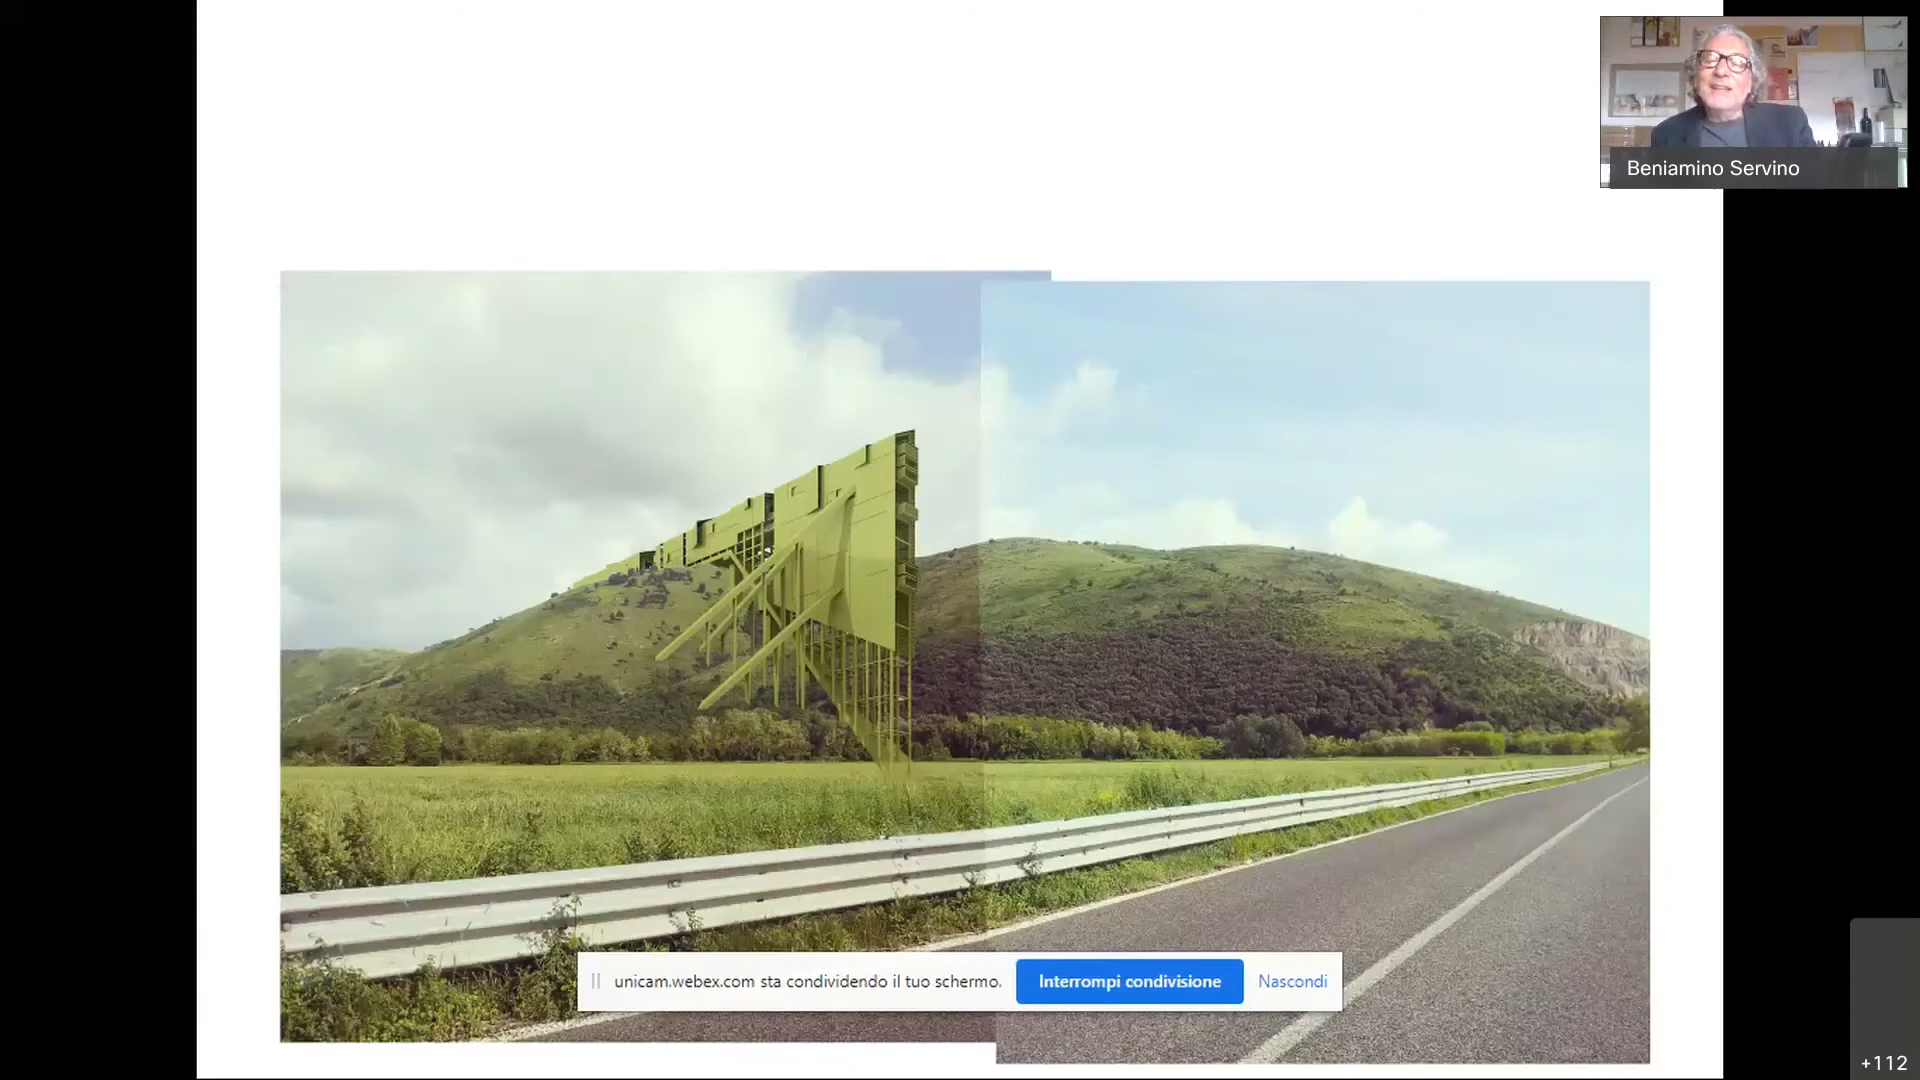 Beniamino Servino
unicam.webex.com sta condividendo il tuo schermo. Interrompi condivisione Nascondi
+112